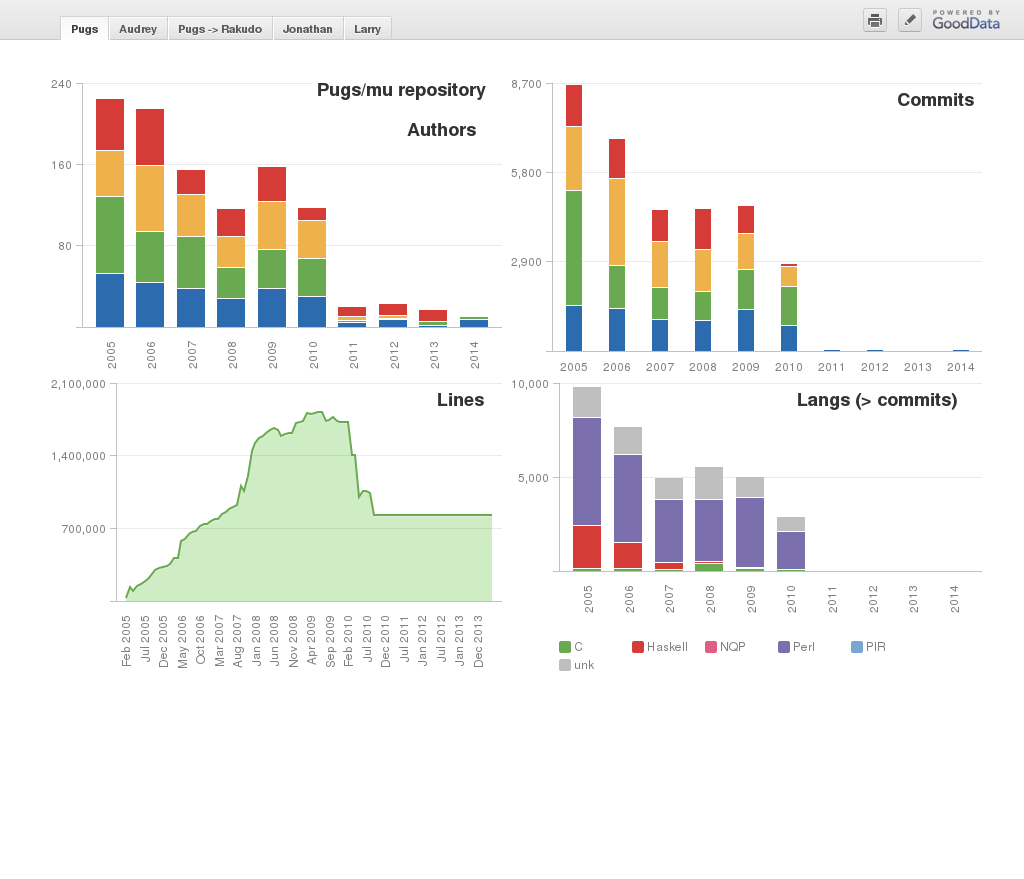 Pugs Audrey Pugs -> Rakudo Jonathan Larry
POWERED BY
GoodData
Pugs/mu repository
Authors
240
160
80
2005 2006 2007 2008 2009 2010 2011 2012 2013 2014
Commits
8,700
5,800
2,900
2005 2006 2007 2008 2009 2010 2011 2012 2013 2014
Lines
2,100,000
1,400,000
700,000
Feb 2005 Jul 2005 Dec 2005 May 2006 Oct 2006 Mar 2007 Aug 2007 Jan 2008 Jun 2008 Nov 2008 Apr 2009 Sep 2009 Feb 2010 Jul 2010 Dec 2010 Jul 2011 Jan 2012 Jul 2012 Jan 2013 Dec 2013
Langs (> commits)
10,000
5,000
2005 2006 2007 2008 2009 2010 2011 2012 2013 2014
C Haskell NQP Perl PIR
unk